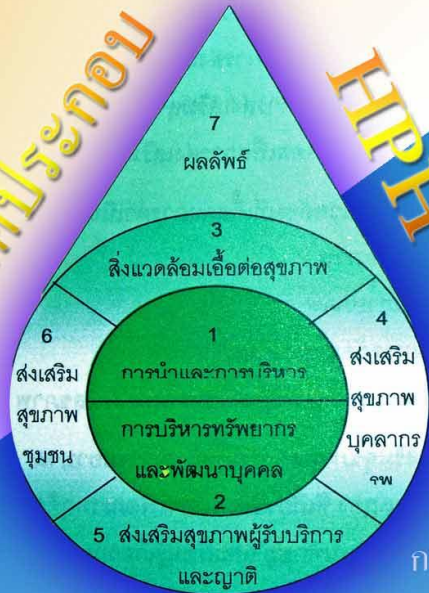 HPH
7
ผลลัพธ์
3
สิ่งแวดล้อมเอื้อต่อสุขภาพ
6
ส่งเสริม
สุขภาพ
ชุมชน
1
การนำและการบริหาร
การบริหารทรัพยากร
และพัฒนาบุคคล
2
4
ส่งเสริม
สุขภาพ
บุคลากร
รพ
5 ส่งเสริมสุขภาพผู้รับบริการ
และญาติ